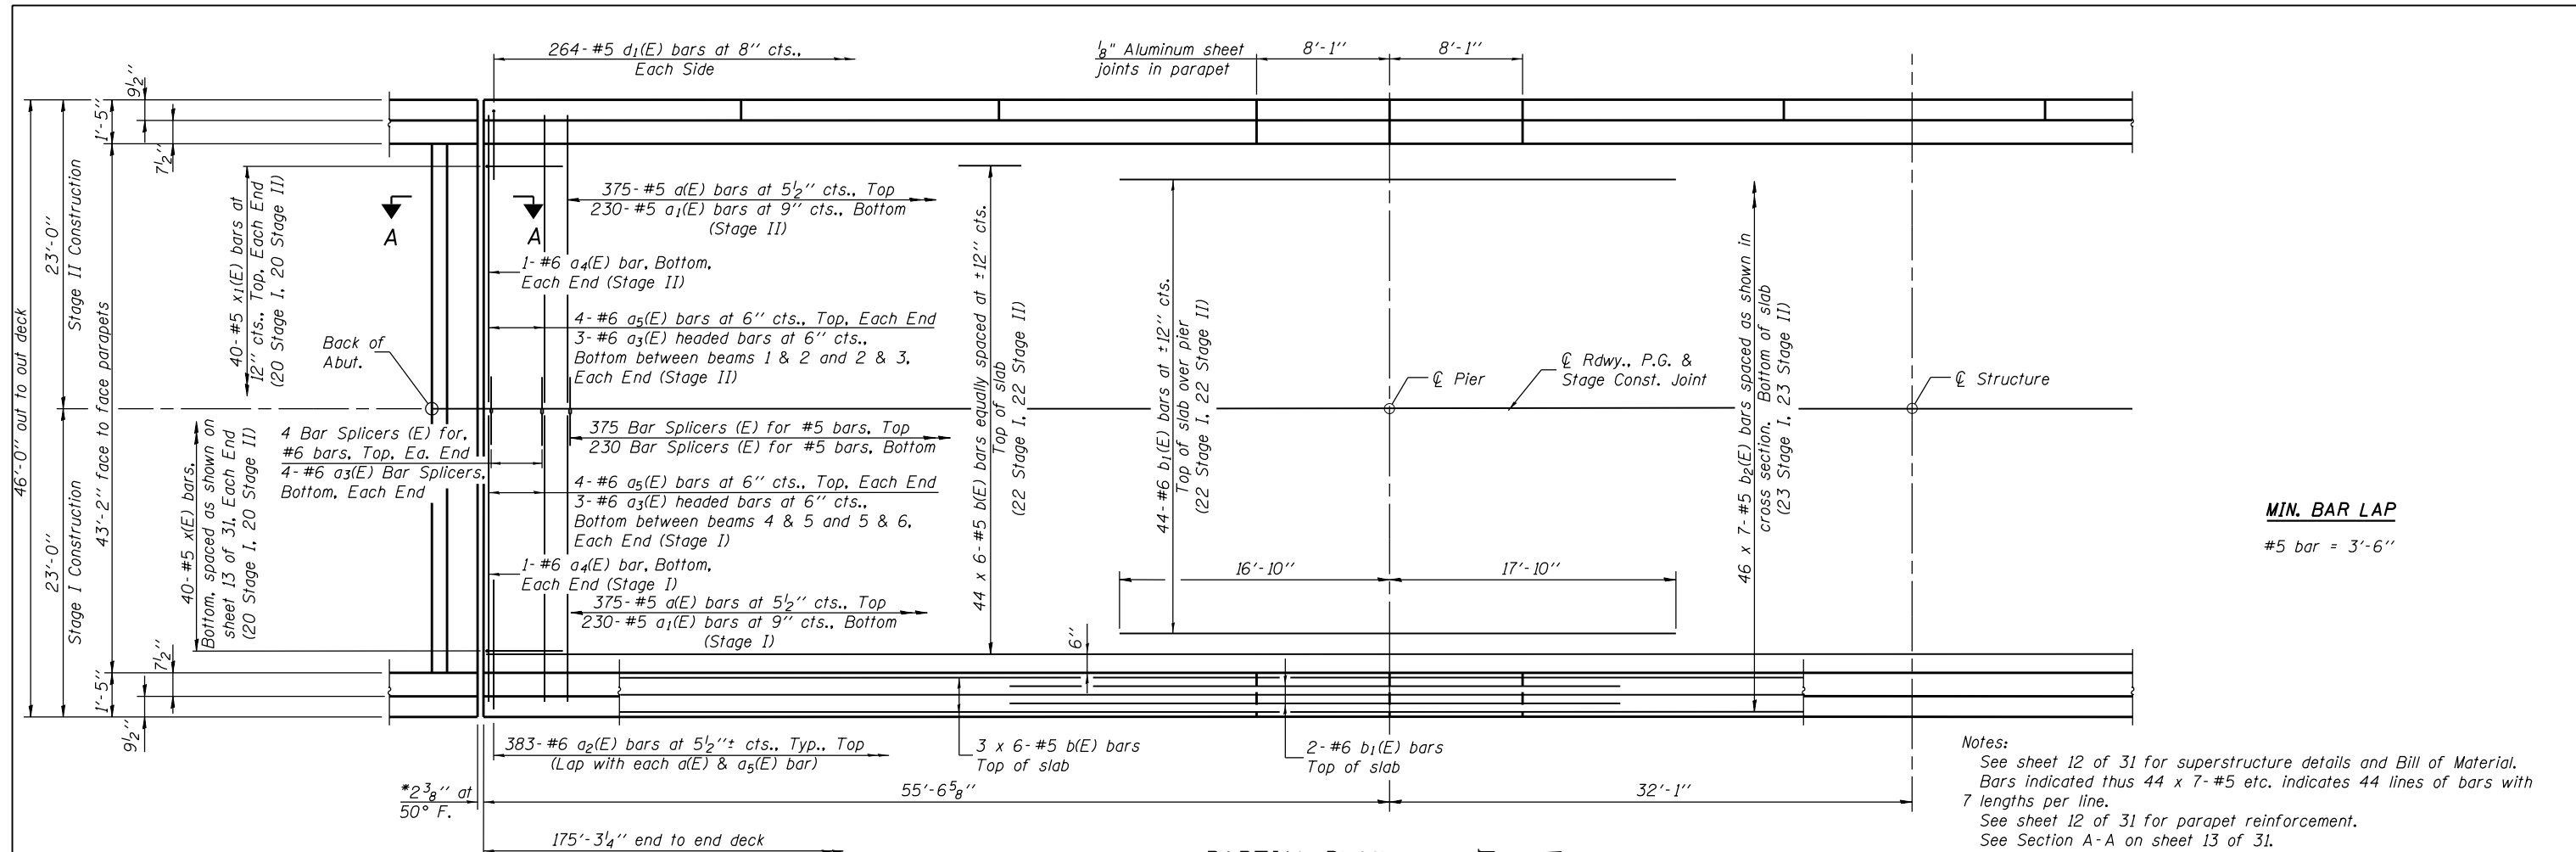 264-#5 d1(E) bars at 8" cts.,
Each Side
1/8" Aluminum sheet
joints in parapet
8'-1"
8'-1"
9 1/2"
1'-5"
7 1/2"
46'-0" out to out deck
23'-0"
Stage II Construction
43'-2" face to face parapets
23'-0"
Stage I Construction
40-#5 x1(E) bars at
12" cts., Top, Each End
(20 Stage I, 20 Stage II)
A
A
375-#5 a(E) bars at 5 1/2" cts., Top
230-#5 a1(E) bars at 9" cts., Bottom
(Stage II)
1-#6 a4(E) bar, Bottom,
Each End (Stage II)
4-#6 a5(E) bars at 6" cts., Top, Each End
3-#6 a3(E) headed bars at 6" cts.,
Bottom between beams 1 & 2 and 2 & 3,
Each End (Stage II)
Back of
Abut.
44 x 6-#5 b(E) bars equally spaced at ±12" cts.
Top of slab
(22 Stage I, 22 Stage II)
44-#6 b1(E) bars at ±12" cts.
Top of slab over pier
(22 Stage I, 22 Stage II)
46 x 7-#5 b2(E) bars spaced as shown in
cross section. Bottom of slab
(23 Stage I, 23 Stage II)
℄ Pier
℄ Rdwy., P.G. &
Stage Const. Joint
℄ Structure
40-#5 x(E) bars,
Bottom, spaced as shown on
sheet 13 of 31, Each End
(20 Stage I, 20 Stage II)
4 Bar Splicers (E) for,
#6 bars, Top, Ea. End
4-#6 a3(E) Bar Splicers,
Bottom, Each End
375 Bar Splicers (E) for #5 bars, Top
230 Bar Splicers (E) for #5 bars, Bottom
4-#6 a5(E) bars at 6" cts., Top, Each End
3-#6 a3(E) headed bars at 6" cts.,
Bottom between beams 4 & 5 and 5 & 6,
Each End (Stage I)
1-#6 a4(E) bar, Bottom,
Each End (Stage I)
375-#5 a(E) bars at 5 1/2" cts., Top
230-#5 a1(E) bars at 9" cts., Bottom
(Stage I)
16'-10"
17'-10"
6"
MIN. BAR LAP
#5 bar = 3'-6"
7 1/2"
1'-5"
9 1/2"
383-#6 a2(E) bars at 5 1/2"± cts., Typ., Top
(Lap with each a(E) & a5(E) bar)
3 x 6-#5 b(E) bars
Top of slab
2-#6 b1(E) bars
Top of slab
*2 3/8" at
50° F.
55'-6 5/8"
32'-1"
175'-3 1/4" end to end deck
Notes:
See sheet 12 of 31 for superstructure details and Bill of Material.
Bars indicated thus 44 x 7-#5 etc. indicates 44 lines of bars with
7 lengths per line.
See sheet 12 of 31 for parapet reinforcement.
See Section A-A on sheet 13 of 31.